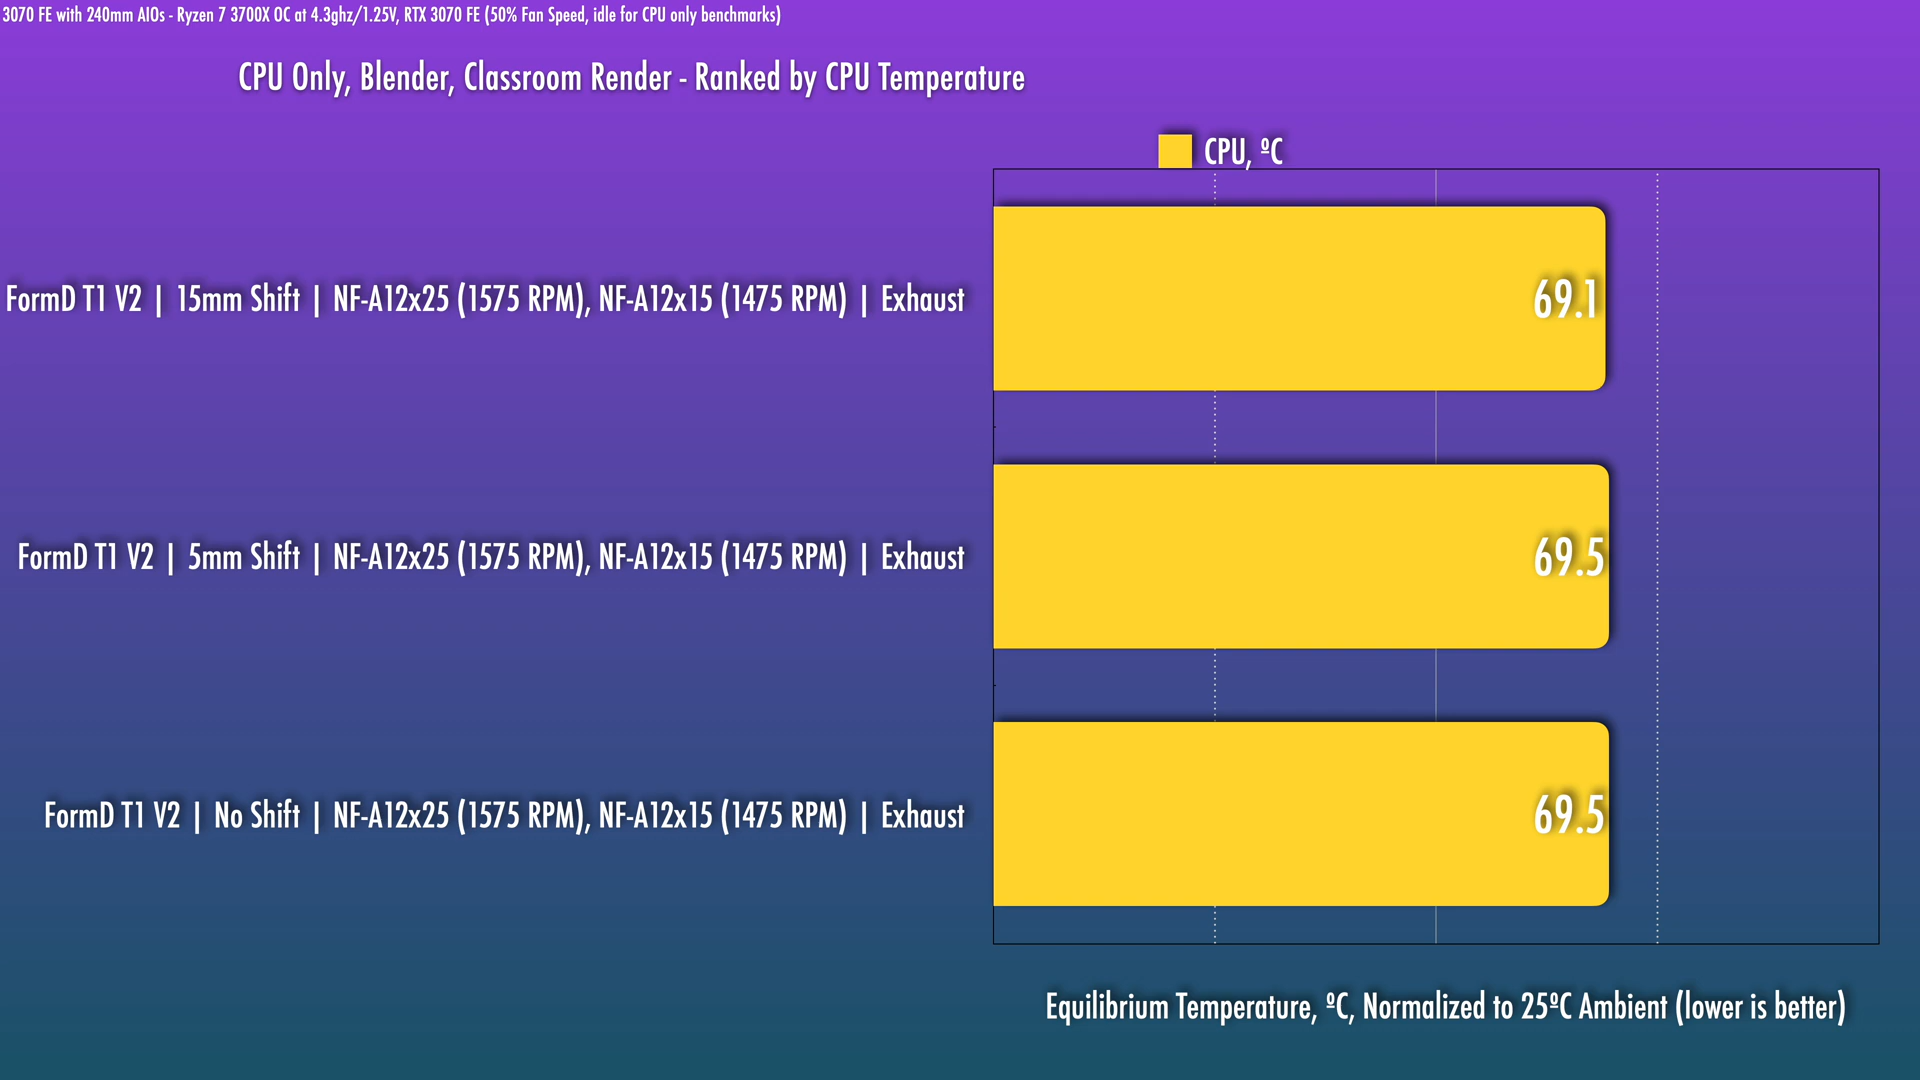 3070 FE with 240mm AIOs - Ryzen 7 3700X OC at 4.3ghz/1.25V, RTX 3070 FE (50% Fan Speed, idle for CPU only benchmarks)
CPU Only, Blender, Classroom Render - Ranked by CPU Temperature
CPU, ºC
FormD T1 V2 | 15mm Shift | NF-A12x25 (1575 RPM), NF-A12x15 (1475 RPM) | Exhaust
69.1
FormD T1 V2 | 5mm Shift | NF-A12x25 (1575 RPM), NF-A12x15 (1475 RPM) | Exhaust
69.5
FormD T1 V2 | No Shift | NF-A12x25 (1575 RPM), NF-A12x15 (1475 RPM) | Exhaust
69.5
Equilibrium Temperature, ºC, Normalized to 25ºC Ambient (lower is better)